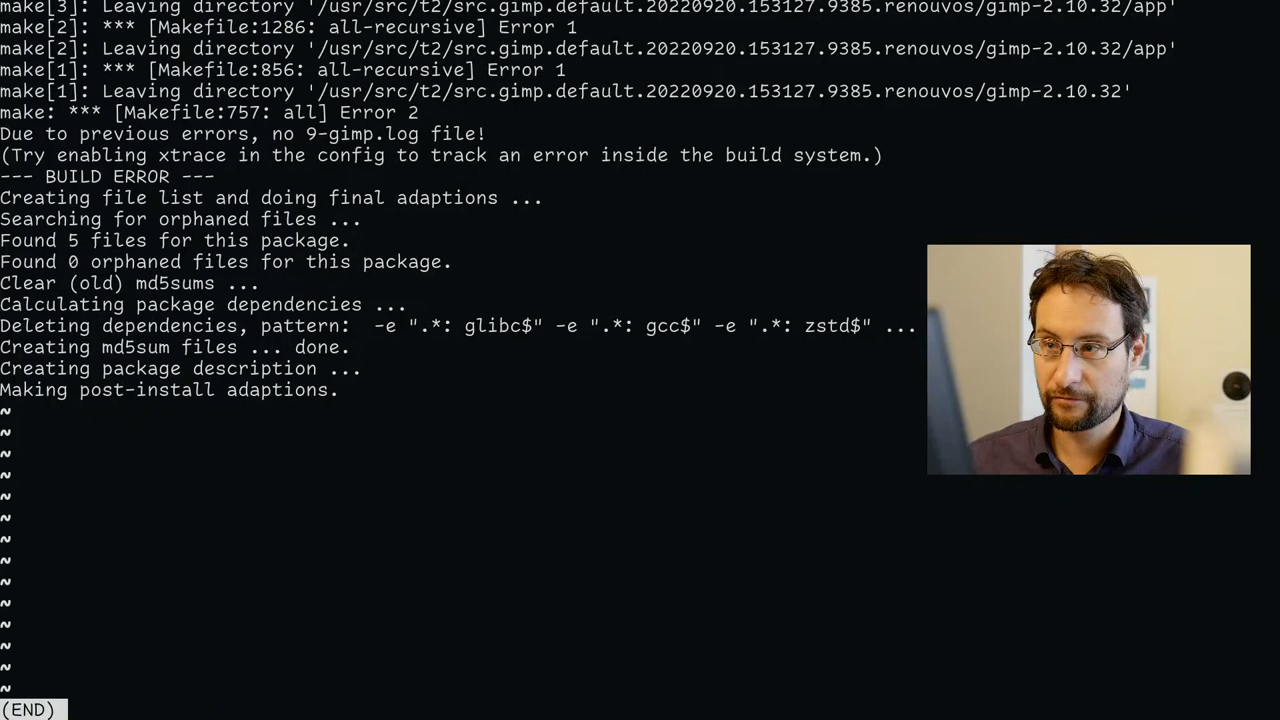 make[3]: Leaving directory '/usr/src/t2/src.gimp.default.20220920.153127.9385.renouvos/gimp-2.10.32/app'
make[2]: *** [Makefile:1286: all-recursive] Error 1
make[2]: Leaving directory '/usr/src/t2/src.gimp.default.20220920.153127.9385.renouvos/gimp-2.10.32/app'
make[1]: *** [Makefile:856: all-recursive] Error 1
make[1]: Leaving directory '/usr/src/t2/src.gimp.default.20220920.153127.9385.renouvos/gimp-2.10.32'
make: *** [Makefile:757: all] Error 2
Due to previous errors, no 9-gimp.log file!
(Try enabling xtrace in the config to track an error inside the build system.)
--- BUILD ERROR ---
Creating file list and doing final adaptions ...
Searching for orphaned files ...
Found 5 files for this package.
Found 0 orphaned files for this package.
Clear (old) md5sums ...
Calculating package dependencies ...
Deleting dependencies, pattern:  -e ".*: glibc$" -e ".*: gcc$" -e ".*: zstd$" ...
Creating md5sum files ... done.
Creating package description ...
Making post-install adaptions.
~
~
~
~
~
~
~
~
~
~
~
~
~
~
(END)